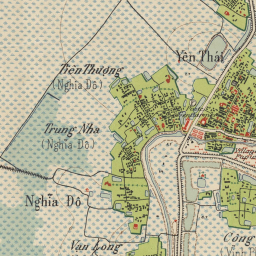 Yên Thái
Tiên Thượng
(Nghĩa Đô)
Trung Nha
(Nghĩa Đô)
Nghĩa Đô
Vạn Long
Công